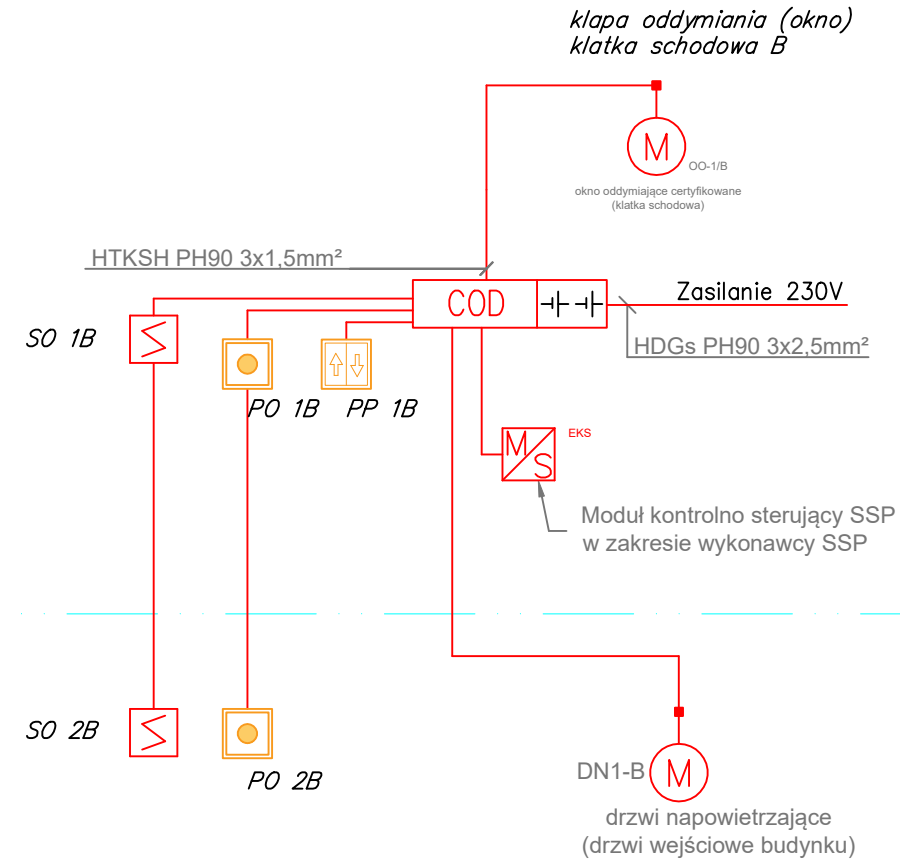 klapa oddymiania (okno)
klatka schodowa B
M
OO-1/B
okno oddymiające certyfikowane
(klatka schodowa)
HTKSH PH90 3x1,5mm²
COD
Zasilanie 230V
HDGs PH90 3x2,5mm²
SO 1B
PO 1B
PP 1B
M/S
EKS
Moduł kontrolno sterujący SSP
w zakresie wykonawcy SSP
SO 2B
PO 2B
DN1-B
M
drzwi napowietrzające
(drzwi wejściowe budynku)